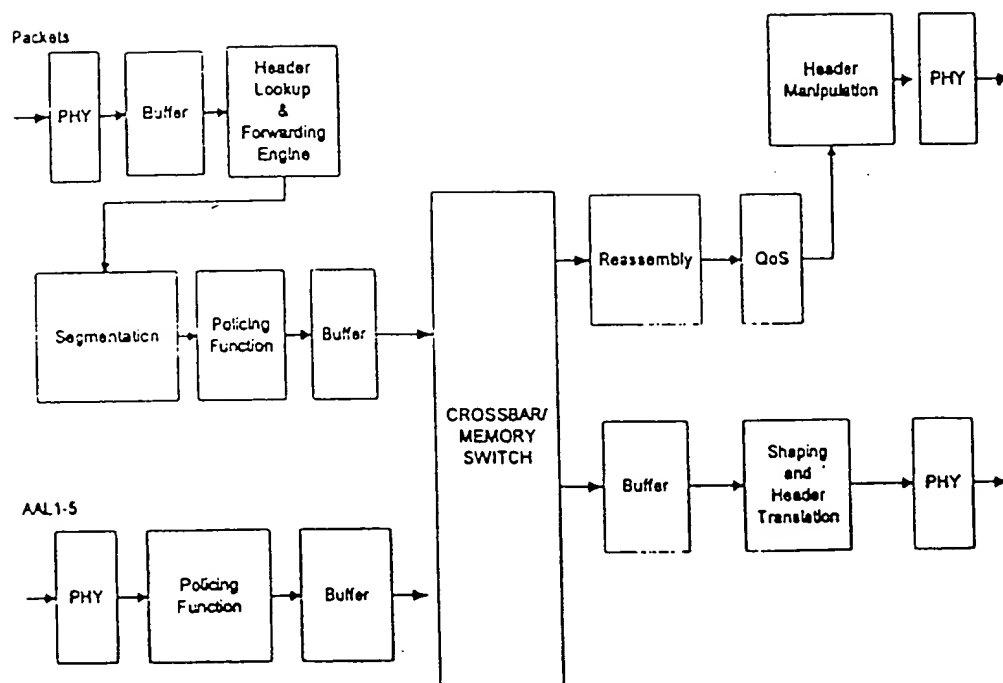 Packets
PHY
Buffer
Header
Lookup
&
Forwarding
Engine
Header
Manipulation
PHY
Segmentation
Policing
Function
Buffer
Reassembly
QoS
CROSSBAR/
MEMORY
SWITCH
Buffer
Shaping
and
Header
Translation
PHY
AAL1-5
PHY
Policing
Function
Buffer